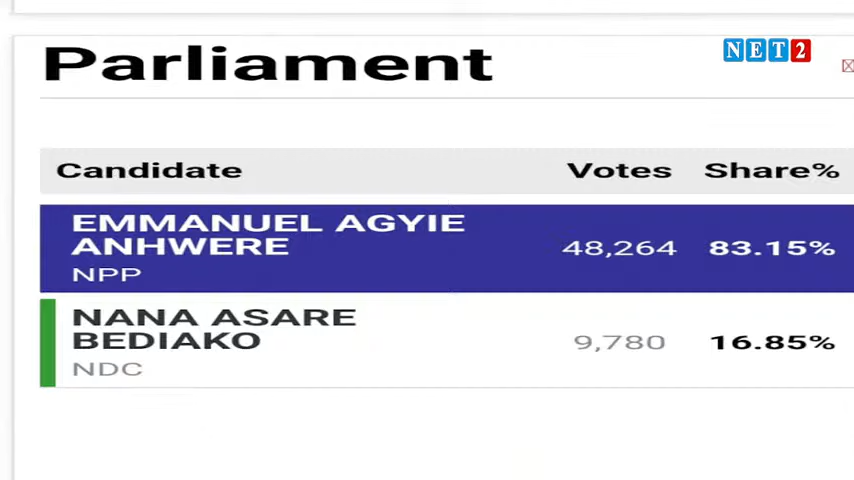 NET2
Parliament
Candidate Votes Share%
EMMANUEL AGYIE
ANHWERE
NPP
48,264 83.15%
NANA ASARE
BEDIAKO
NDC
9,780 16.85%